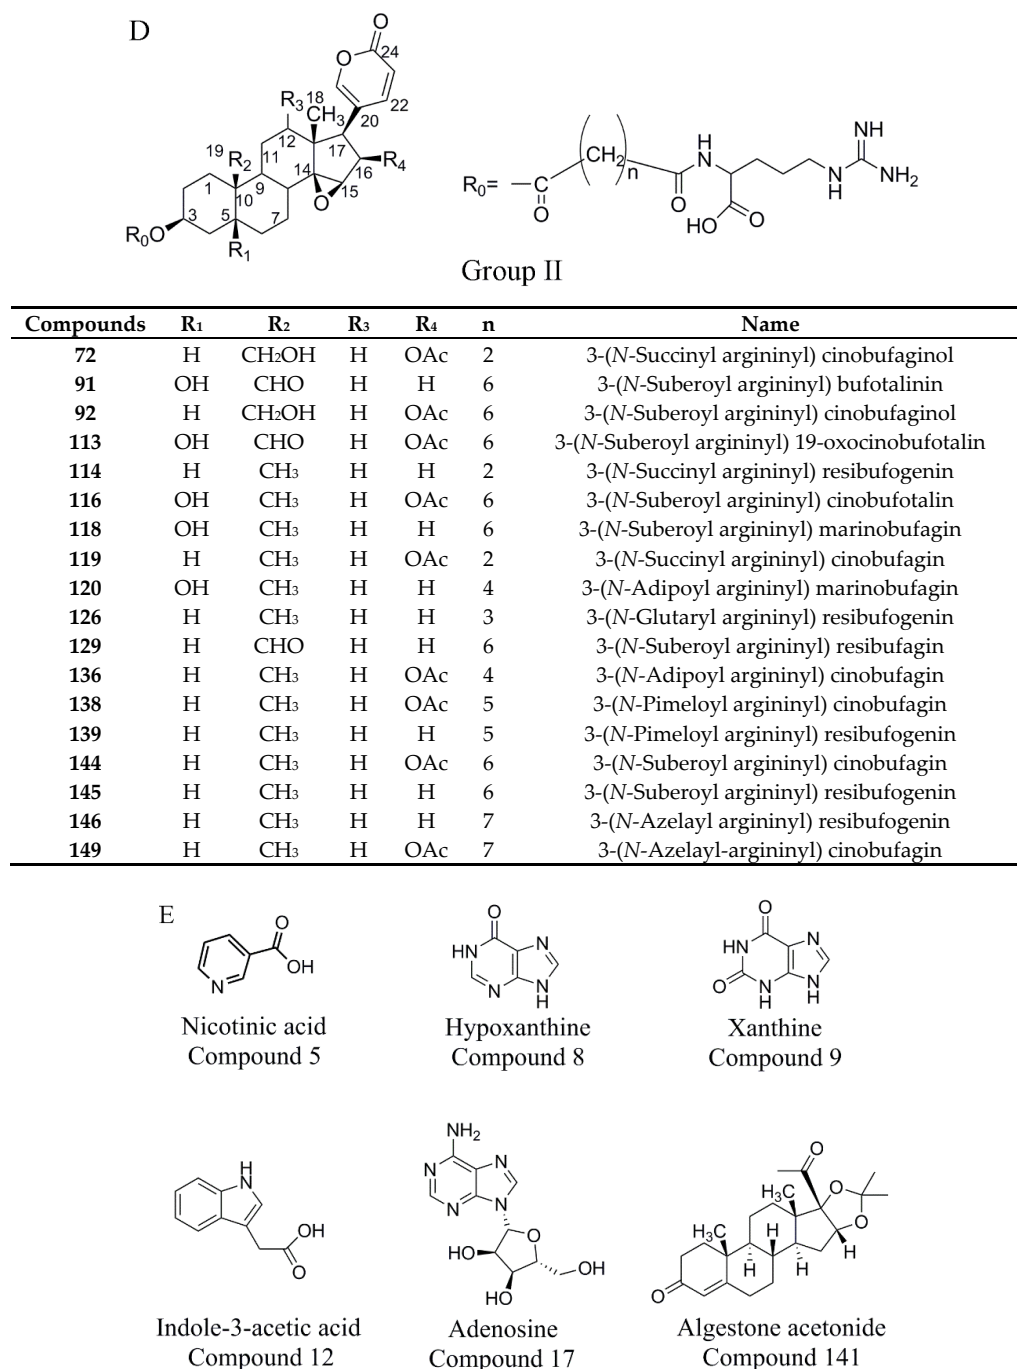 D
O
24
O
22
18
R3
CH3
20
12
17
19
11
R4
R2
14
16
1
9
15
10
O
3
5
7
R0O
R1
R0=
C
O
(CH2)n
O
H
N
HO
O
N
H
NH
NH2
Group II
Compounds R1 R2 R3 R4 n Name
72 H CH2OH H OAc 2 3-(N-Succinyl argininyl) cinobufaginol
91 OH CHO H H 6 3-(N-Suberoyl argininyl) bufotalinin
92 H CH2OH H OAc 6 3-(N-Suberoyl argininyl) cinobufaginol
113 OH CHO H OAc 6 3-(N-Suberoyl argininyl) 19-oxocinobufotalin
114 H CH3 H H 2 3-(N-Succinyl argininyl) resibufogenin
116 OH CH3 H OAc 6 3-(N-Suberoyl argininyl) cinobufotalin
118 OH CH3 H H 6 3-(N-Suberoyl argininyl) marinobufagin
119 H CH3 H OAc 2 3-(N-Succinyl argininyl) cinobufagin
120 OH CH3 H H 4 3-(N-Adipoyl argininyl) marinobufagin
126 H CH3 H H 3 3-(N-Glutaryl argininyl) resibufogenin
129 H CHO H H 6 3-(N-Suberoyl argininyl) resibufagin
136 H CH3 H OAc 4 3-(N-Adipoyl argininyl) cinobufagin
138 H CH3 H OAc 5 3-(N-Pimeloyl argininyl) cinobufagin
139 H CH3 H H 5 3-(N-Pimeloyl argininyl) resibufogenin
144 H CH3 H OAc 6 3-(N-Suberoyl argininyl) cinobufagin
145 H CH3 H H 6 3-(N-Suberoyl argininyl) resibufogenin
146 H CH3 H H 7 3-(N-Azelayl argininyl) resibufogenin
149 H CH3 H OAc 7 3-(N-Azelayl-argininyl) cinobufagin
E
N
O
OH
Nicotinic acid
Compound 5
O
HN
N
N
N
H
Hypoxanthine
Compound 8
O
HN
N
O
N
H
N
H
Xanthine
Compound 9
H
N
OH
O
Indole-3-acetic acid
Compound 12
NH2
N
N
N
N
O
HO
OH
HO
Adenosine
Compound 17
O
H3C
O
O
H3C
H
H
H
H
O
Algestone acetonide
Compound 141